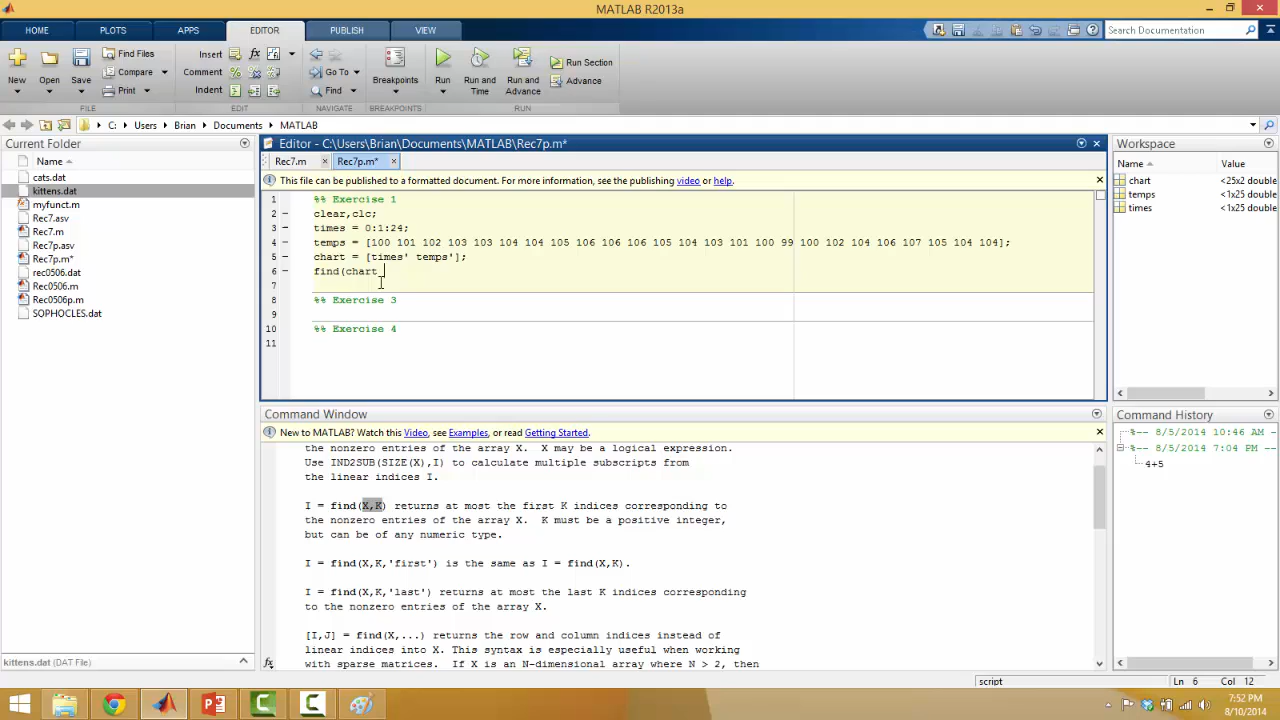 MATLAB R2013a
HOME PLOTS APPS EDITOR PUBLISH VIEW
Search Documentation
New Open Save Find Files Compare Print
Insert Comment Indent fx
Go To Find
Breakpoints Run Run and Time Run and Advance Run Section Advance
FILE EDIT NAVIGATE BREAKPOINTS RUN
C: Users Brian Documents MATLAB
Current Folder
Name
cats.dat
kittens.dat
myfunct.m
Rec7.asv
Rec7.m
Rec7p.asv
Rec7p.m
rec0506.dat
Rec0506.m
Rec0506p.m
SOPHOCLES.dat
kittens.dat (DAT File)
Editor - C:\Users\Brian\Documents\MATLAB\Rec7p.m*
Rec7.m Rec7p.m*
This file can be published to a formatted document. For more information, see the publishing video or help.
1 %% Exercise 1
2 clear,clc;
3 times = 0:1:24;
4 temps = [100 101 102 103 103 104 104 105 106 106 106 105 104 103 101 100 99 100 102 104 106 107 105 104 104];
5 chart = [times' temps'];
6 find(chart
7
8 %% Exercise 3
9
10 %% Exercise 4
11
Command Window
New to MATLAB? Watch this Video, see Examples, or read Getting Started.
the nonzero entries of the array X. X may be a logical expression.
Use IND2SUB(SIZE(X),I) to calculate multiple subscripts from
the linear indices I.
I = find(X,K) returns at most the first K indices corresponding to
the nonzero entries of the array X. K must be a positive integer,
but can be of any numeric type.
I = find(X,K,'first') is the same as I = find(X,K).
I = find(X,K,'last') returns at most the last K indices corresponding
to the nonzero entries of the array X.
[I,J] = find(X,...) returns the row and column indices instead of
linear indices into X. This syntax is especially useful when working
with sparse matrices. If X is an N-dimensional array where N > 2, then
fx
Workspace
Name Value
chart <25x2 double
temps <1x25 double
times <1x25 double
Command History
%-- 8/5/2014 10:46 AM --
%-- 8/5/2014 7:04 PM --
4+5
script Ln 6 Col 12
7:52 PM
8/10/2014